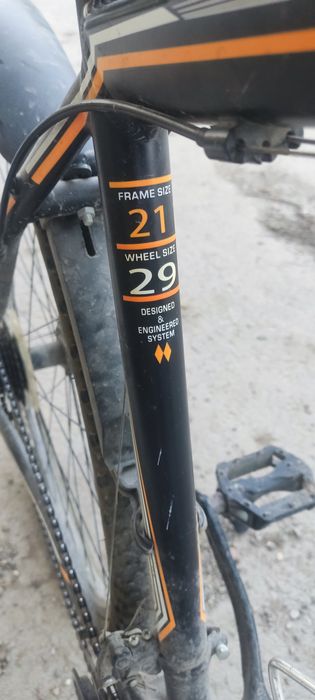 FRAME SIZE
21
WHEEL SIZE
29
DESIGNED
&
ENGINEERED
SYSTEM